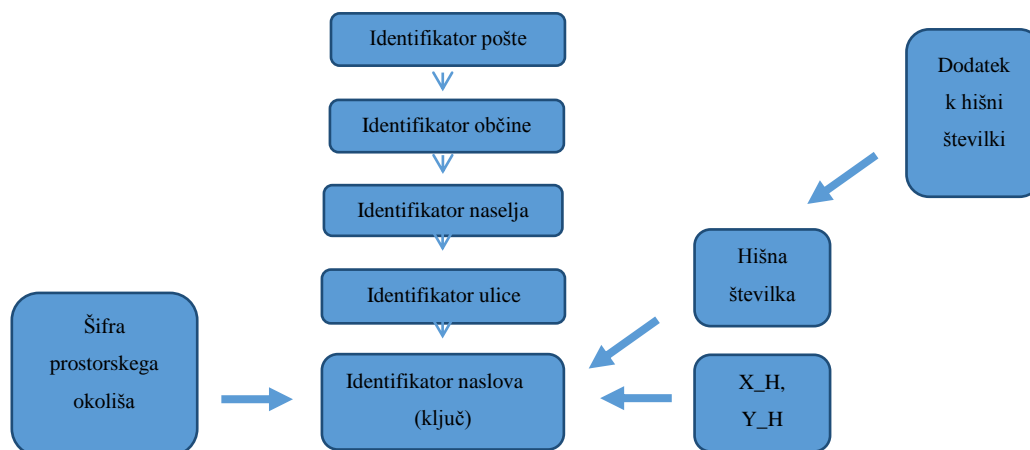 Identifikator pošte
Identifikator občine
Identifikator naselja
Identifikator ulice
Identifikator naslova
(ključ)
Šifra
prostorskega
okoliša
Dodatek
k hišni
številki
Hišna
številka
X_H,
Y_H